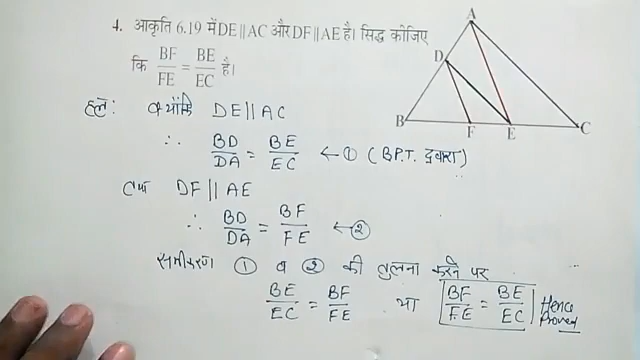 4. आकृति 6.19 में DE||AC और DF||AE है। सिद्ध कीजिए
कि BF/FE = BE/EC है।
A
D
B
F
E
C
हल: क्योंकि DE||AC
∴ BD/DA = BE/EC ← ① (B.P.T. द्वारा)
तथा DF||AE
∴ BD/DA = BF/FE ← ②
समीकरण ① व ② की तुलना करने पर
BE/EC = BF/FE या BF/FE = BE/EC Hence Proved